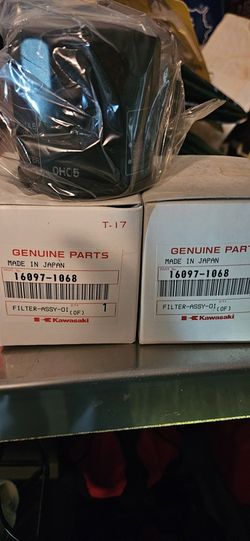 DHC5
T-17
GENUINE PARTS
MADE IN JAPAN
16097-1068
FILTER-ASSY-OI(OF) 1
Kawasaki
GENUINE PARTS
MADE IN JAPAN
16097-1068
FILTER-ASSY-OI(OF)
Kawasaki